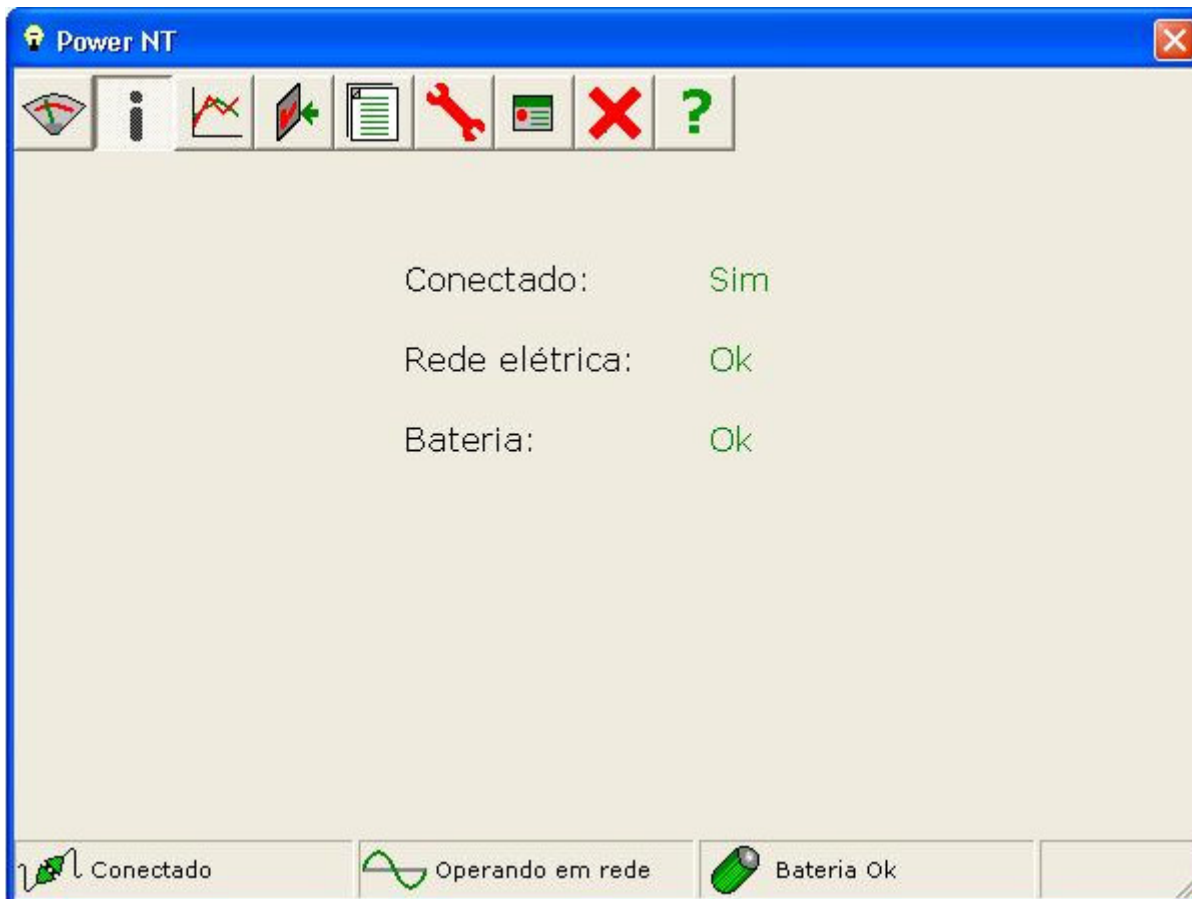 Power NT
Conectado: Sim
Rede elétrica: Ok
Bateria: Ok
Conectado Operando em rede Bateria Ok